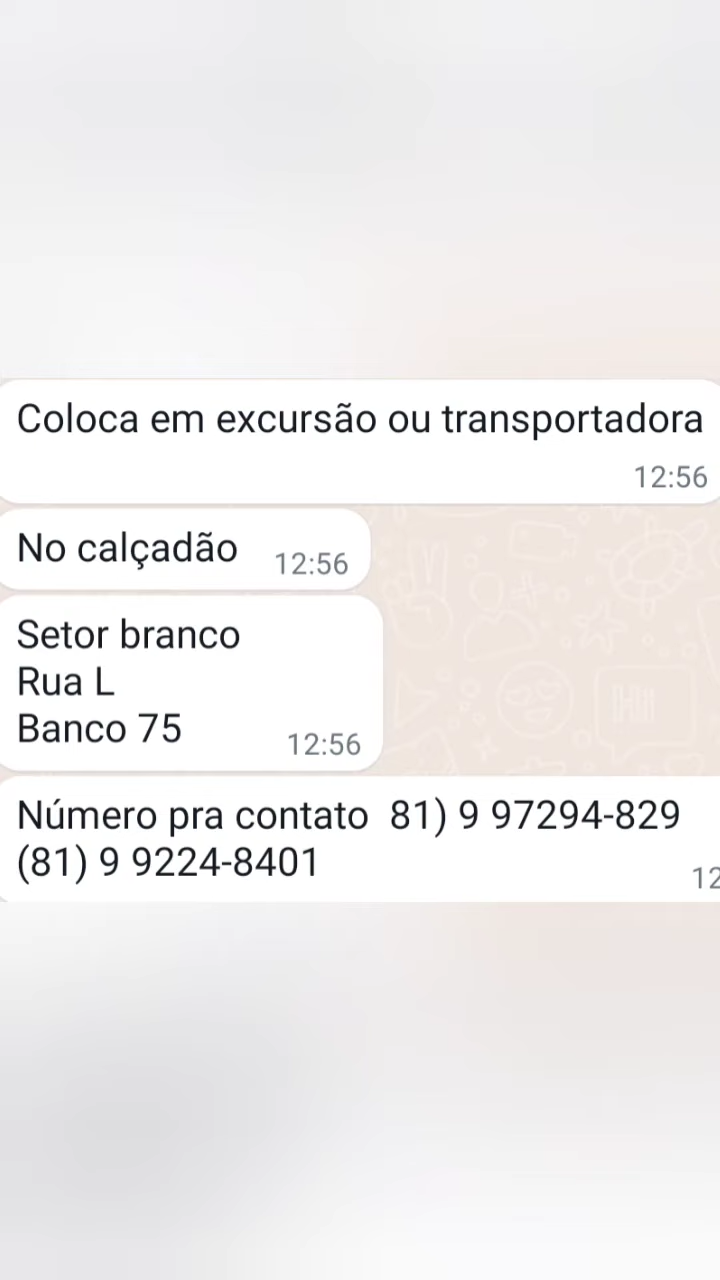 Coloca em excursão ou transportadora
12:56
No calçadão 12:56
Setor branco
Rua L
Banco 75 12:56
Número pra contato 81) 9 97294-829
(81) 9 9224-8401
12